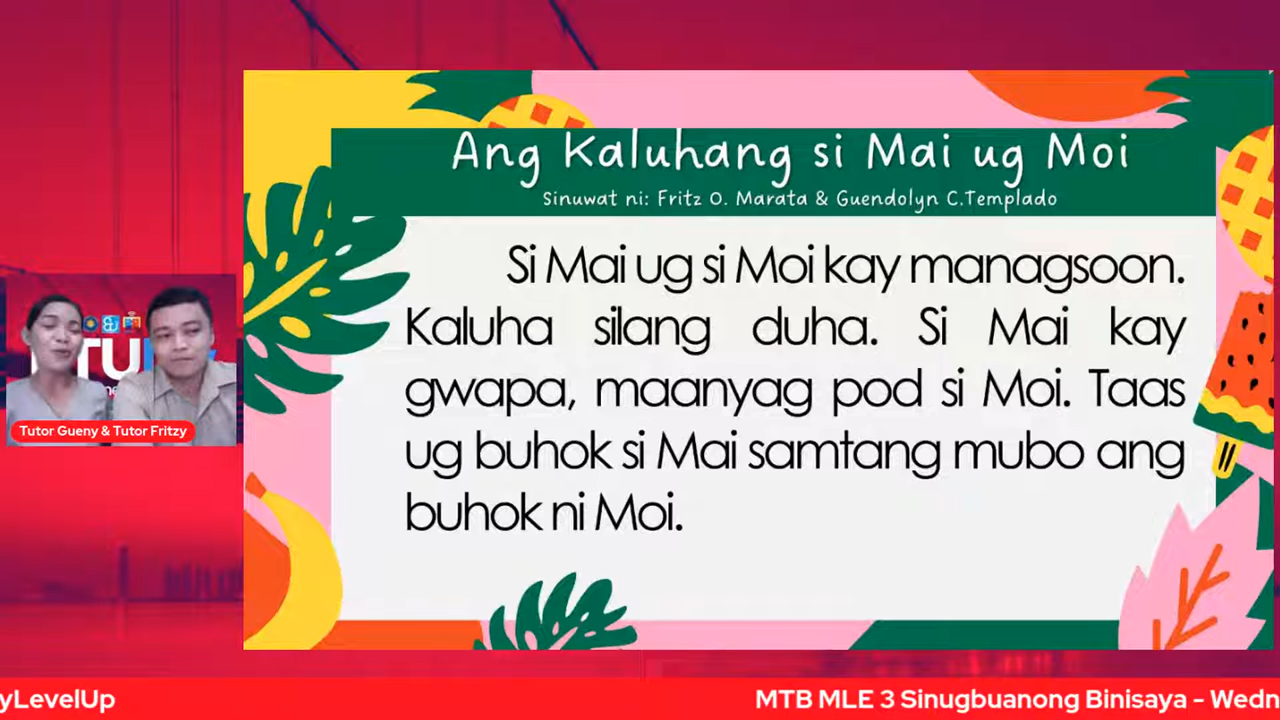 Ang Kaluhang si Mai ug Moi
Sinuwat ni: Fritz O. Marata & Guendolyn C.Templado
Si Mai ug si Moi kay managsoon.
Kaluha silang duha. Si Mai kay
gwapa, maanyag pod si Moi. Taas
ug buhok si Mai samtang mubo ang
buhok ni Moi.
Tutor Gueny & Tutor Fritzy
yLevelUp
MTB MLE 3 Sinugbuanong Binisaya - Wedn